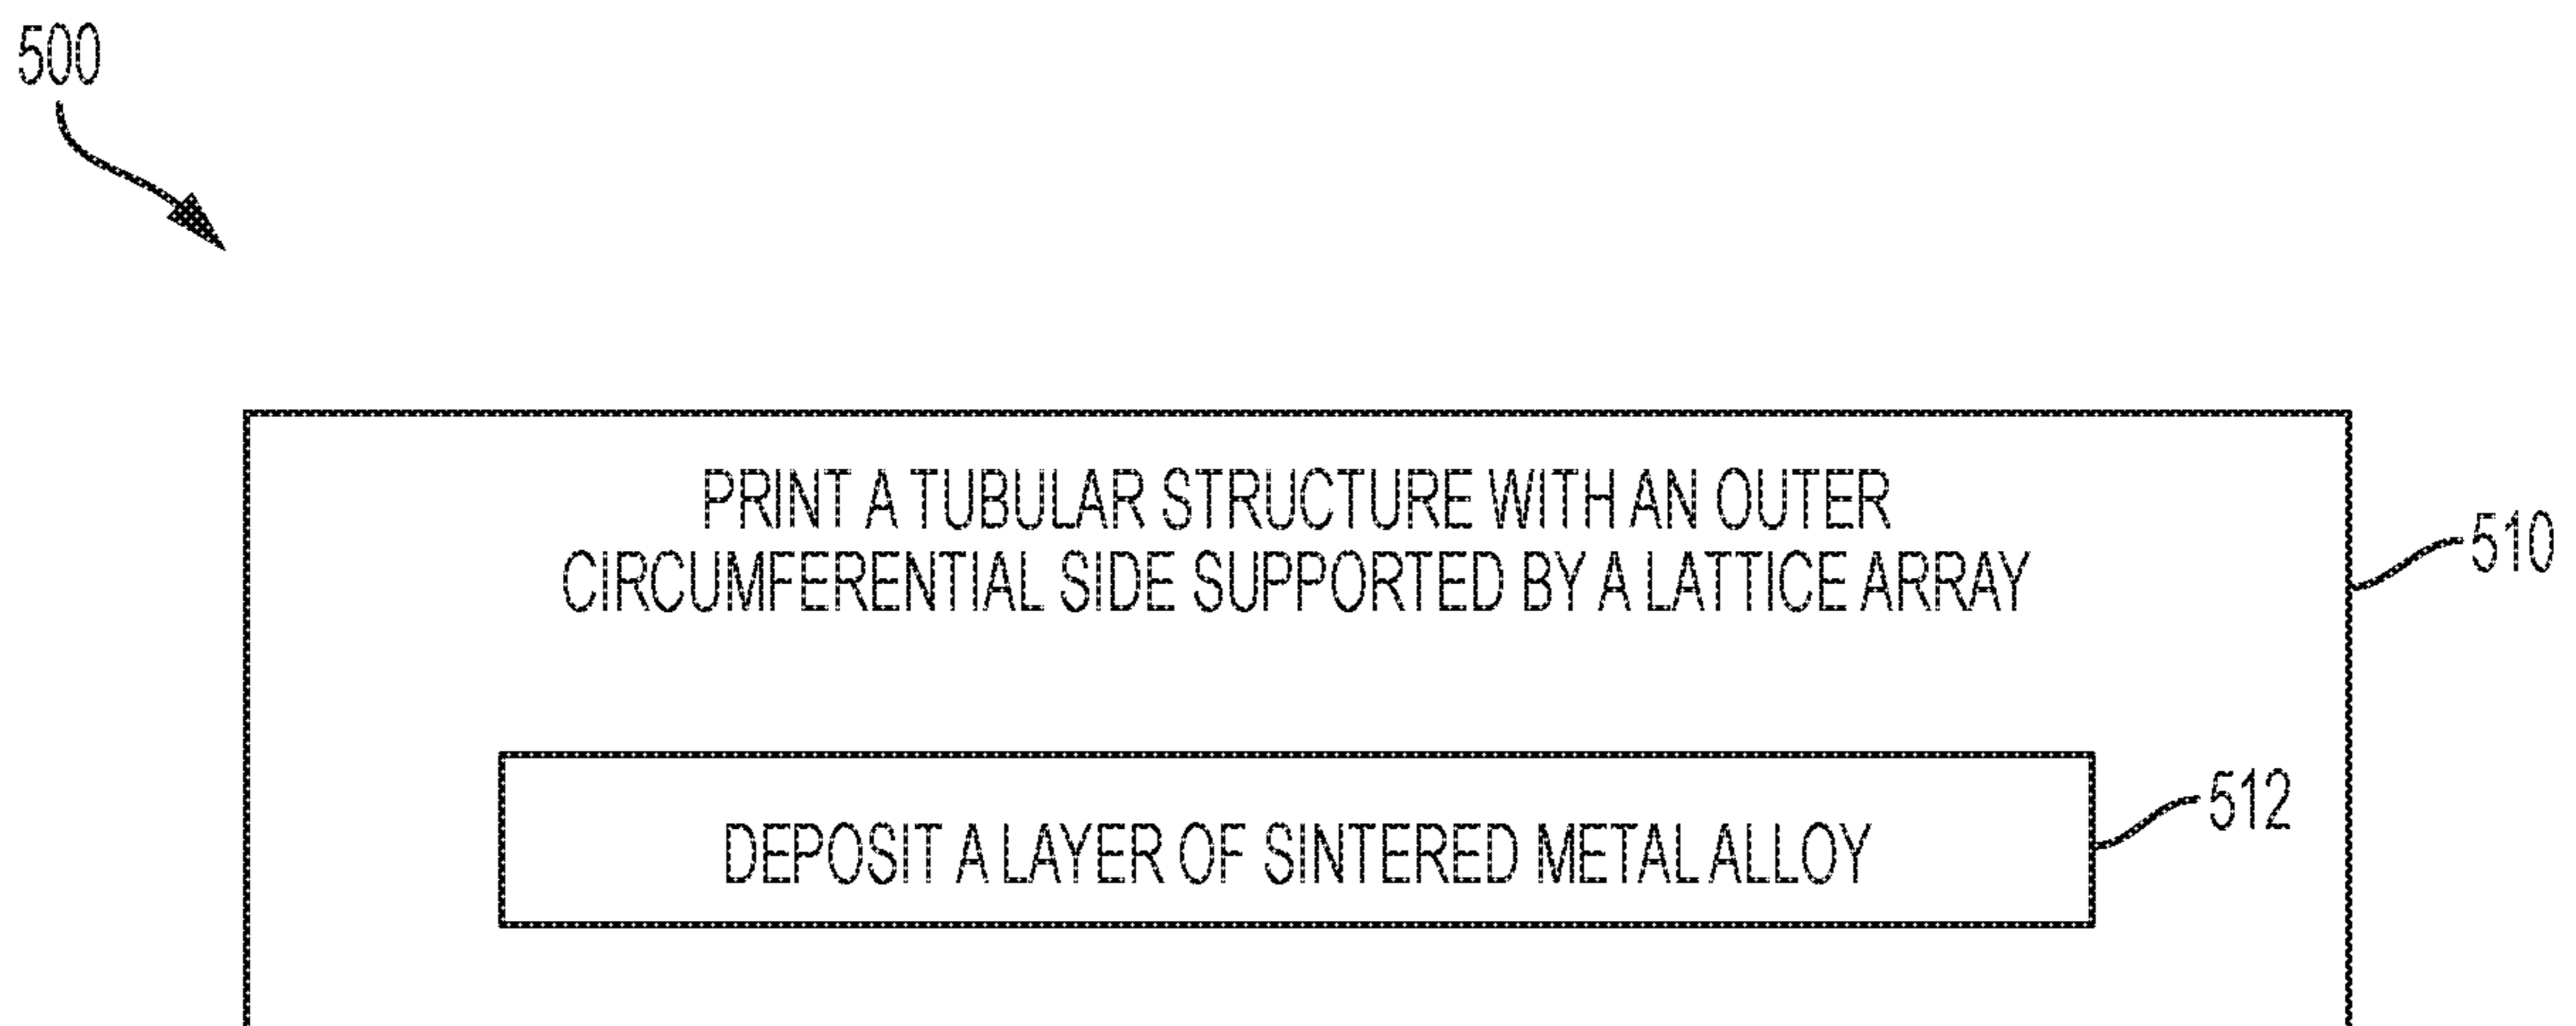 500
PRINT A TUBULAR STRUCTURE WITH AN OUTER
CIRCUMFERENTIAL SIDE SUPPORTED BY A LATTICE ARRAY
510
DEPOSIT A LAYER OF SINTERED METAL ALLOY
512